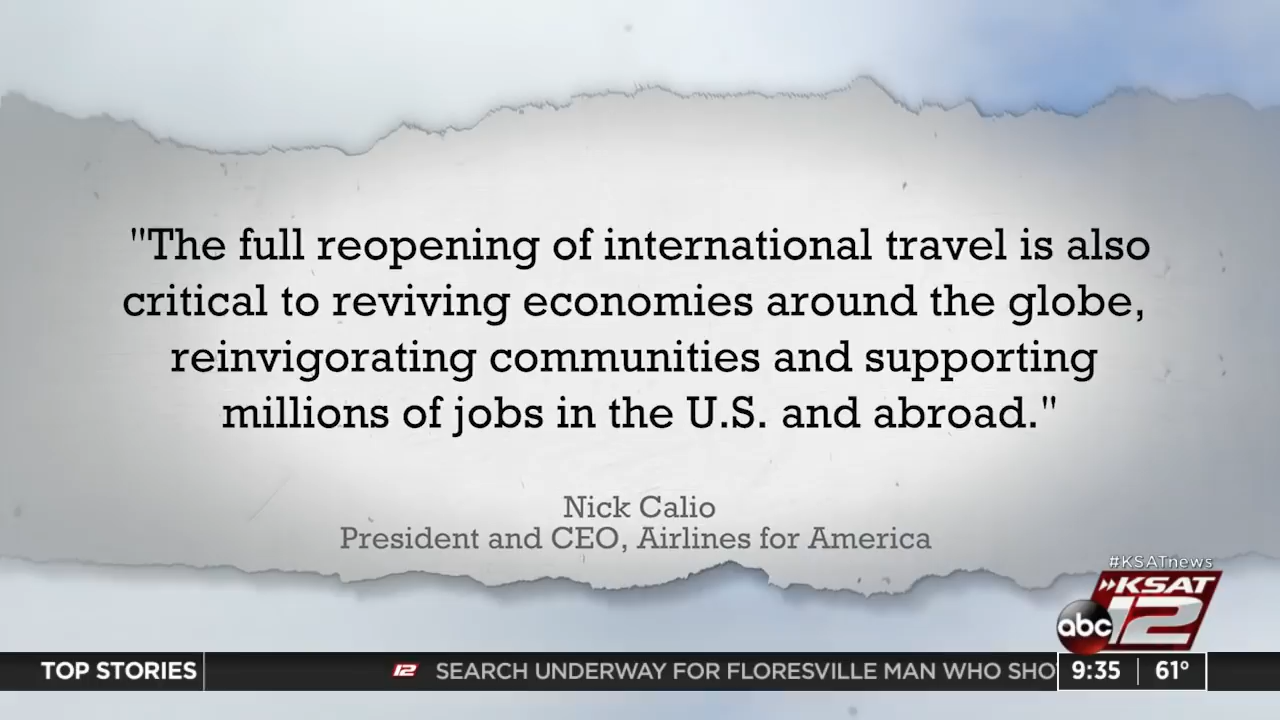 "The full reopening of international travel is also
critical to reviving economies around the globe,
reinvigorating communities and supporting
millions of jobs in the U.S. and abroad."
Nick Calio
President and CEO, Airlines for America
#KSATnews
KSAT
abc 12
TOP STORIES 12 SEARCH UNDERWAY FOR FLORESVILLE MAN WHO SHO 9:35 61°